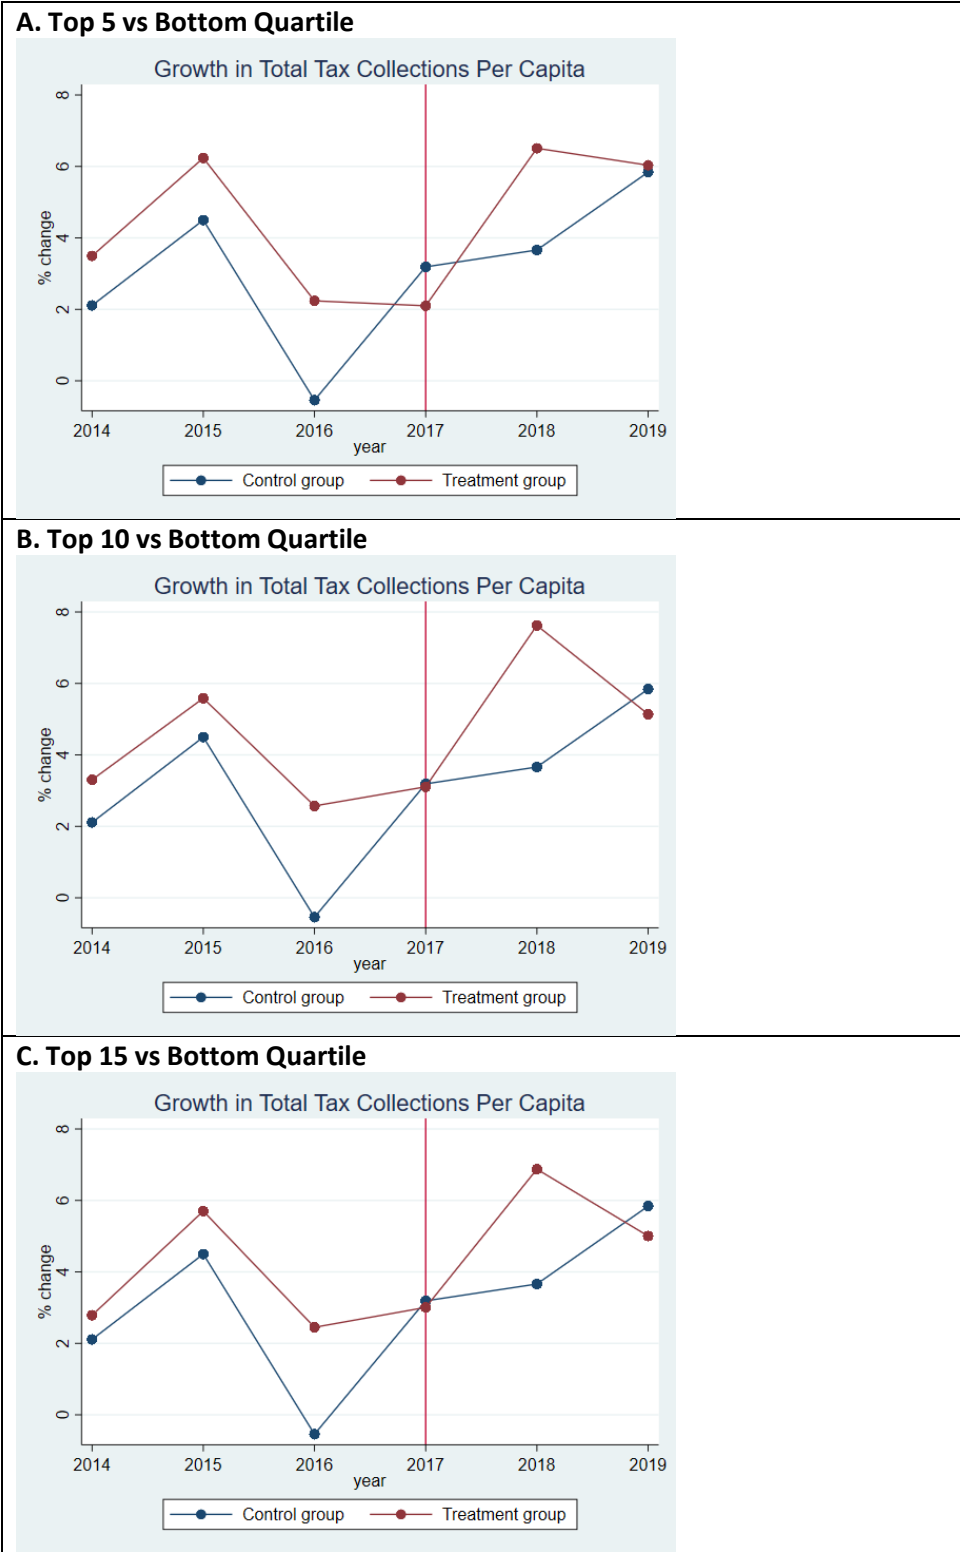 A. Top 5 vs Bottom Quartile
Growth in Total Tax Collections Per Capita
% change
8
6
4
2
0
2014 2015 2016 2017 2018 2019
year
Control group Treatment group
B. Top 10 vs Bottom Quartile
Growth in Total Tax Collections Per Capita
% change
8
6
4
2
0
2014 2015 2016 2017 2018 2019
year
Control group Treatment group
C. Top 15 vs Bottom Quartile
Growth in Total Tax Collections Per Capita
% change
8
6
4
2
0
2014 2015 2016 2017 2018 2019
year
Control group Treatment group